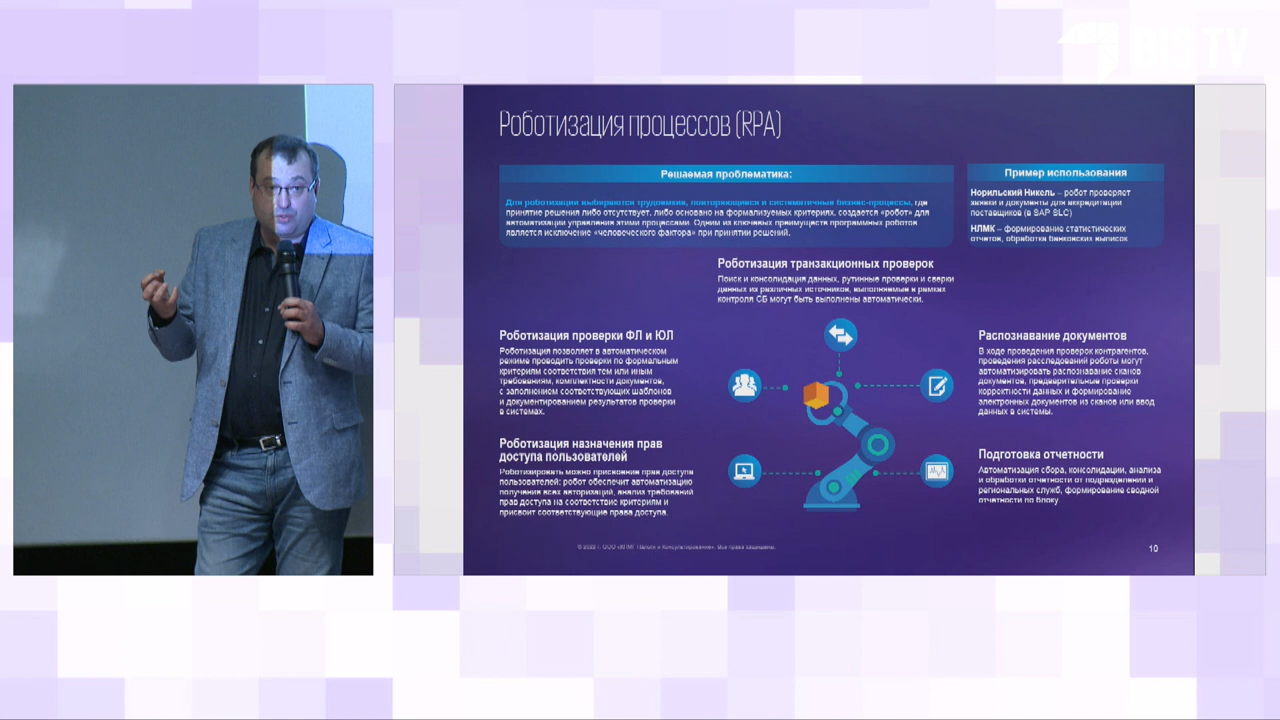 BIS TV
Роботизация процессов (RPA)
Решаемая проблематика:
Для роботизации выбираются трудоемкие, повторяющиеся и систематичные бизнес-процессы, где
принятие решения либо отсутствует, либо основано на формализуемых критериях, создается «робот» для
автоматизации управления этими процессами. Одним из ключевых преимуществ программных роботов
является исключение «человеческого фактора» при принятии решений.
Пример использования
Норильский Никель – робот проверяет
заявки и документы для аккредитации
поставщиков (в SAP SLC)
НЛМК – формирование статистических
отчетов, обработка банковских выписок
Роботизация транзакционных проверок
Поиск и консолидация данных, рутинные проверки и сверки
данных из различных источников, выполняемые в рамках
контроля СБ могут быть выполнены автоматически.
Роботизация проверки ФЛ и ЮЛ
Роботизация позволяет в автоматическом
режиме проводить проверки по формальным
критериям соответствия тем или иным
требованиям, комплектности документов,
с заполнением соответствующих шаблонов
и документированием результатов проверки
в системах.
Распознавание документов
В ходе проведения проверок контрагентов,
проведения расследований роботы могут
автоматизировать распознавание сканов
документов, предварительные проверки
корректности данных и формирование
электронных документов из сканов или ввод
данных в системы.
Роботизация назначения прав
доступа пользователей
Роботизировать можно присвоение прав доступа
пользователей: робот обеспечит автоматизацию
получения всех авторизаций, анализ требований
прав доступа на соответствие критериям и
присвоит соответствующие права доступа.
Подготовка отчетности
Автоматизация сбора, консолидации, анализа
и обработки отчетности от подразделений и
региональных служб, формирование сводной
отчетности по блоку
© 2022 г. ООО «КПМГ Налоги и Консультирование». Все права защищены.
10